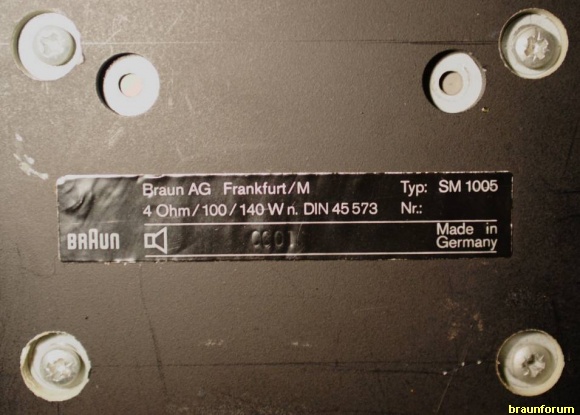 Braun AG Frankfurt/M Typ: SM 1005
4 Ohm/100/140 W n. DIN 45 573 Nr.:
BRAUN Made in
Germany
braunforum